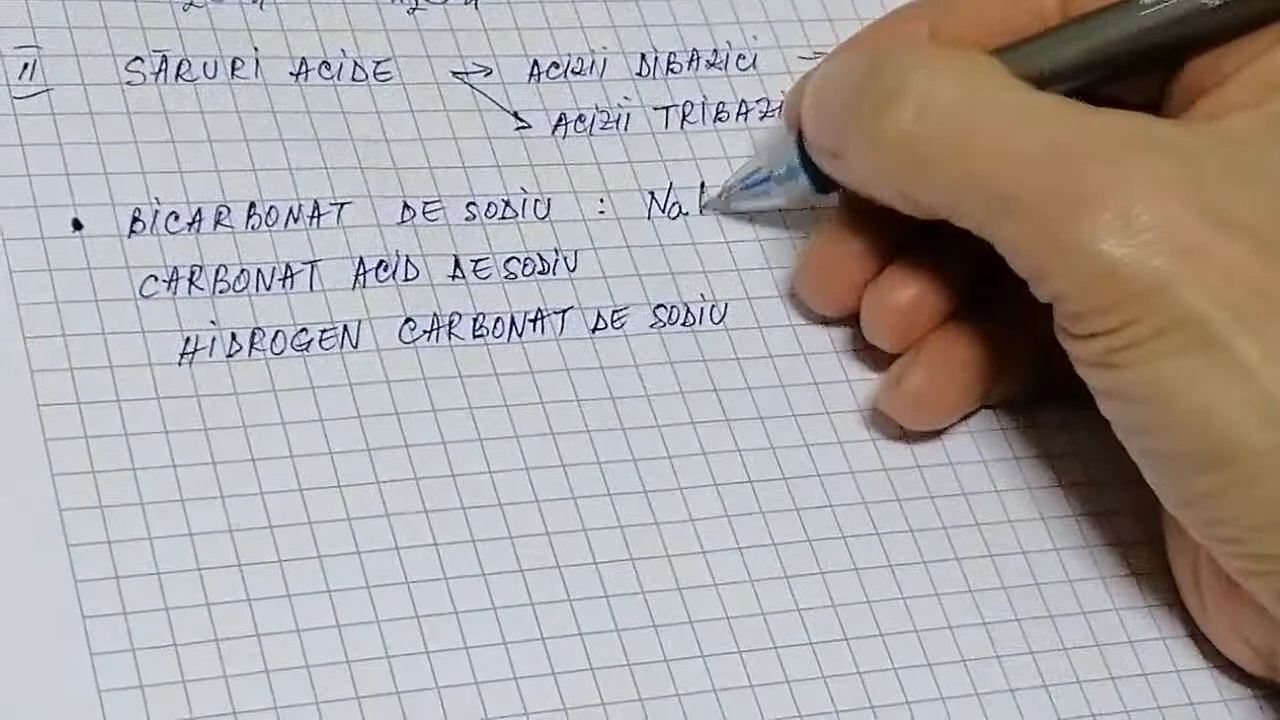 II SĂRURI ACIDE ↔ ACIZII DIBAZICI →
ACIZII TRIBAZI
• BICARBONAT DE SODIU : Na
CARBONAT ACID DE SODIU
HIDROGEN CARBONAT DE SODIU